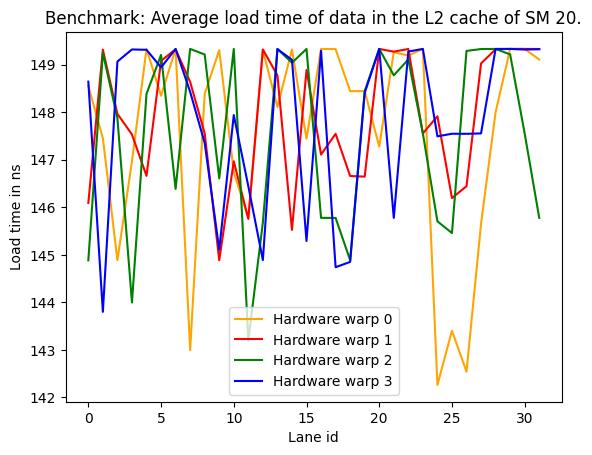 Benchmark: Average load time of data in the L2 cache of SM 20.
Load time in ns
149
148
147
146
145
144
143
142
Hardware warp 0
Hardware warp 1
Hardware warp 2
Hardware warp 3
0 5 10 15 20 25 30
Lane id